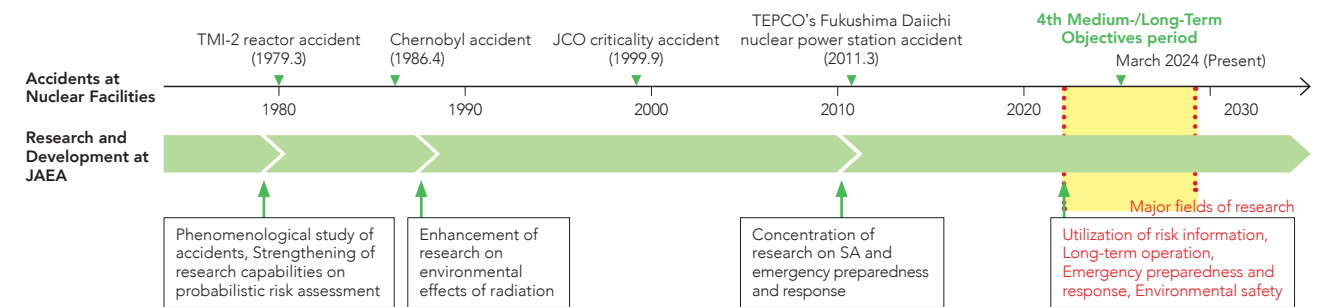 TMI-2 reactor accident
(1979.3)
Chernobyl accident
(1986.4)
JCO criticality accident
(1999.9)
TEPCO's Fukushima Daiichi
nuclear power station accident
(2011.3)
4th Medium-/Long-Term
Objectives period
March 2024 (Present)
Accidents at
Nuclear Facilities
1980
1990
2000
2010
2020
2030
Research and
Development at
JAEA
Major fields of research
Phenomenological study of
accidents, Strengthening of
research capabilities on
probabilistic risk assessment
Enhancement of
research on
environmental
effects of radiation
Concentration of
research on SA and
emergency preparedness
and response
Utilization of risk information,
Long-term operation,
Emergency preparedness and
response, Environmental safety